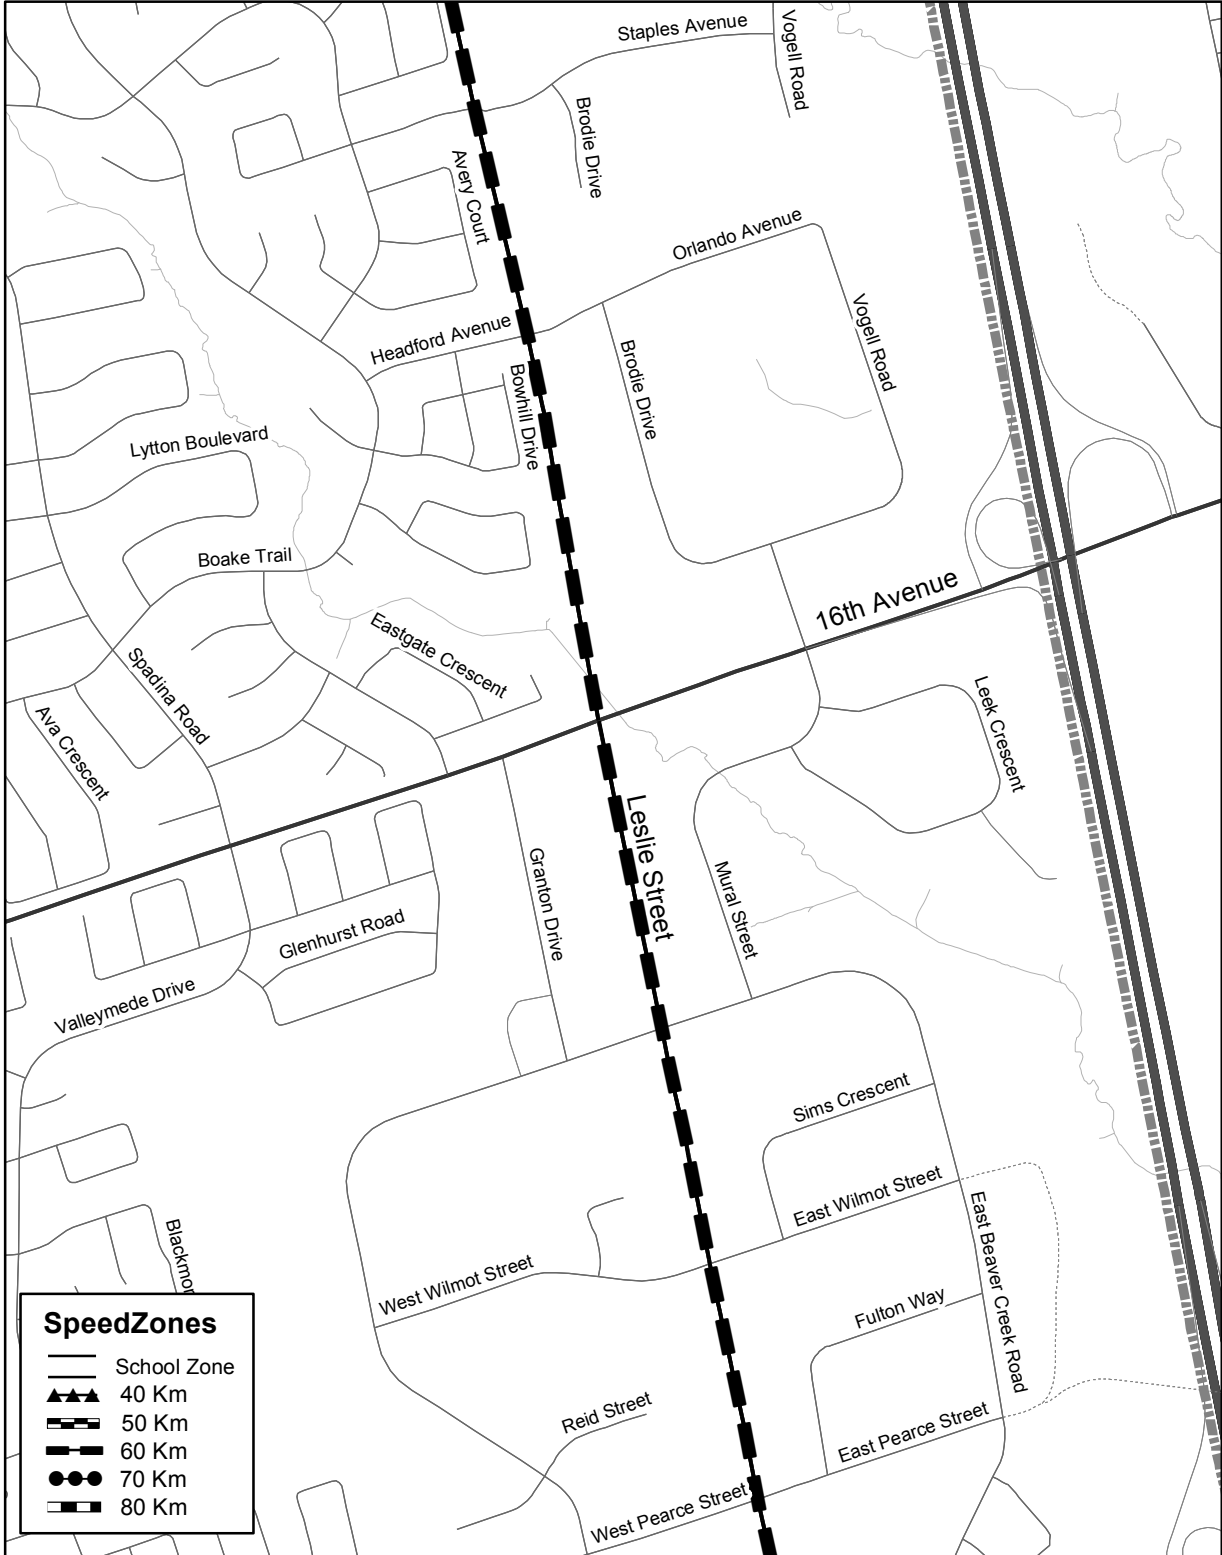 Staples Avenue
Vogell Road
Brodie Drive
Avery Court
Orlando Avenue
Headford Avenue
Vogell Road
Brodie Drive
Bowhill Drive
Lytton Boulevard
Boake Trail
16th Avenue
Eastgate Crescent
Spadina Road
Ava Crescent
Leek Crescent
Leslie Street
Granton Drive
Mural Street
Glenhurst Road
Valleymede Drive
Sims Crescent
East Wilmot Street
East Beaver Creek Road
Blackmor
West Wilmot Street
Fulton Way
Reid Street
East Pearce Street
West Pearce Street
SpeedZones
School Zone
40 Km
50 Km
60 Km
70 Km
80 Km